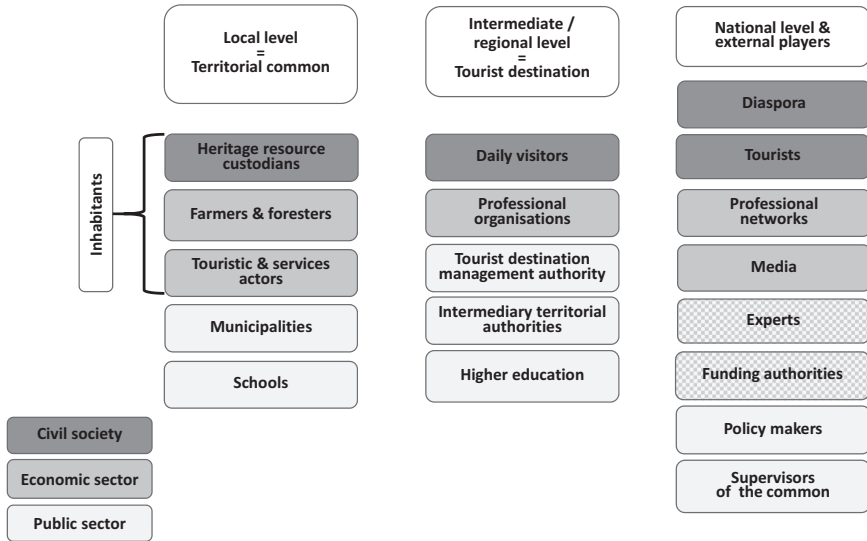 Local level
=
Territorial common
Intermediate /
regional level
=
Tourist destination
National level &
external players
Inhabitants
Heritage resource
custodians
Farmers & foresters
Touristic & services
actors
Municipalities
Schools
Daily visitors
Professional
organisations
Tourist destination
management authority
Intermediary territorial
authorities
Higher education
Diaspora
Tourists
Professional
networks
Media
Experts
Funding authorities
Policy makers
Supervisors
of the common
Civil society
Economic sector
Public sector